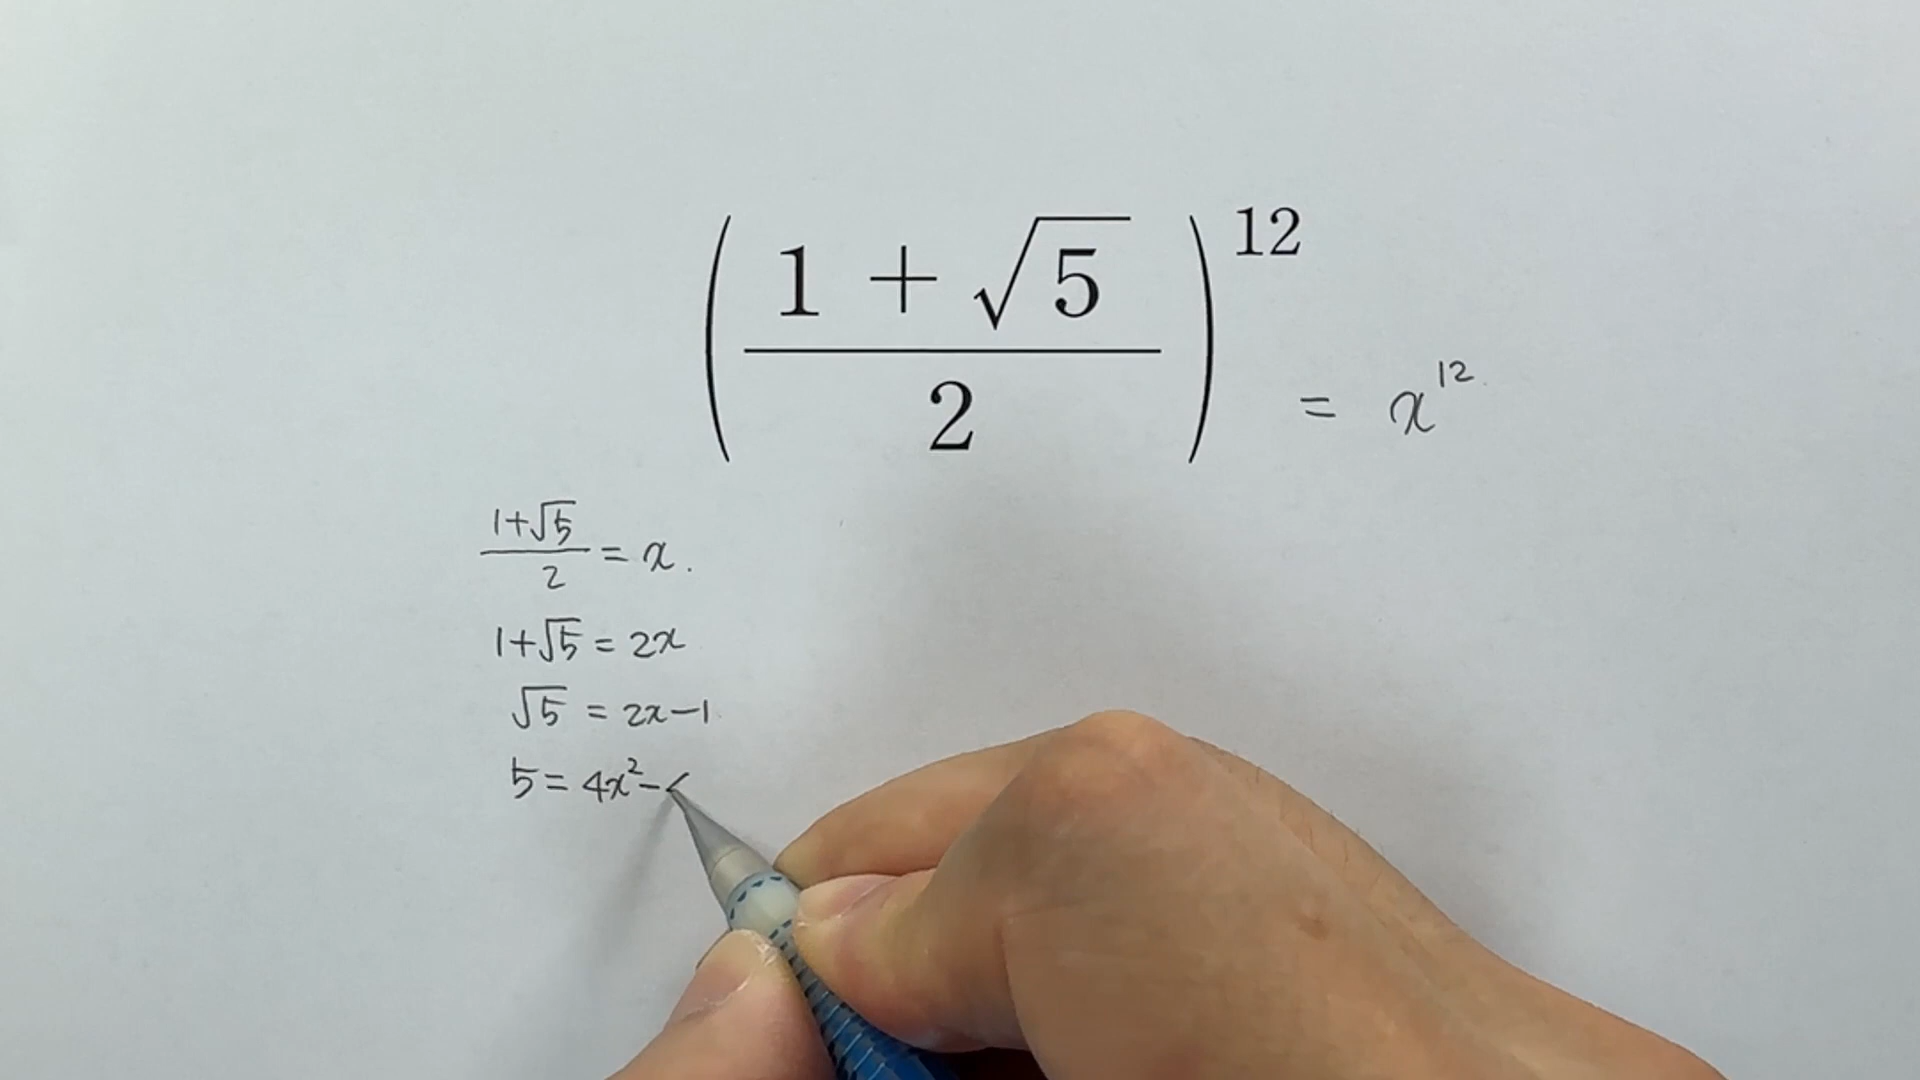 (1 + √5 / 2)^12 = x^12
(1+√5)/2 = x.
1+√5 = 2x
√5 = 2x−1
5 = 4x²−